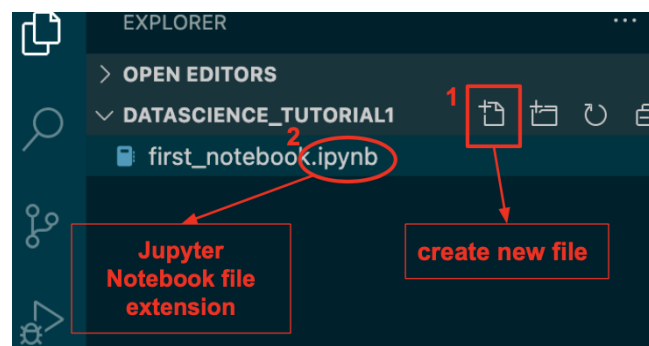 EXPLORER
OPEN EDITORS
DATASCIENCE_TUTORIAL1
1
2
first_notebook.ipynb
Jupyter
Notebook file
extension
create new file